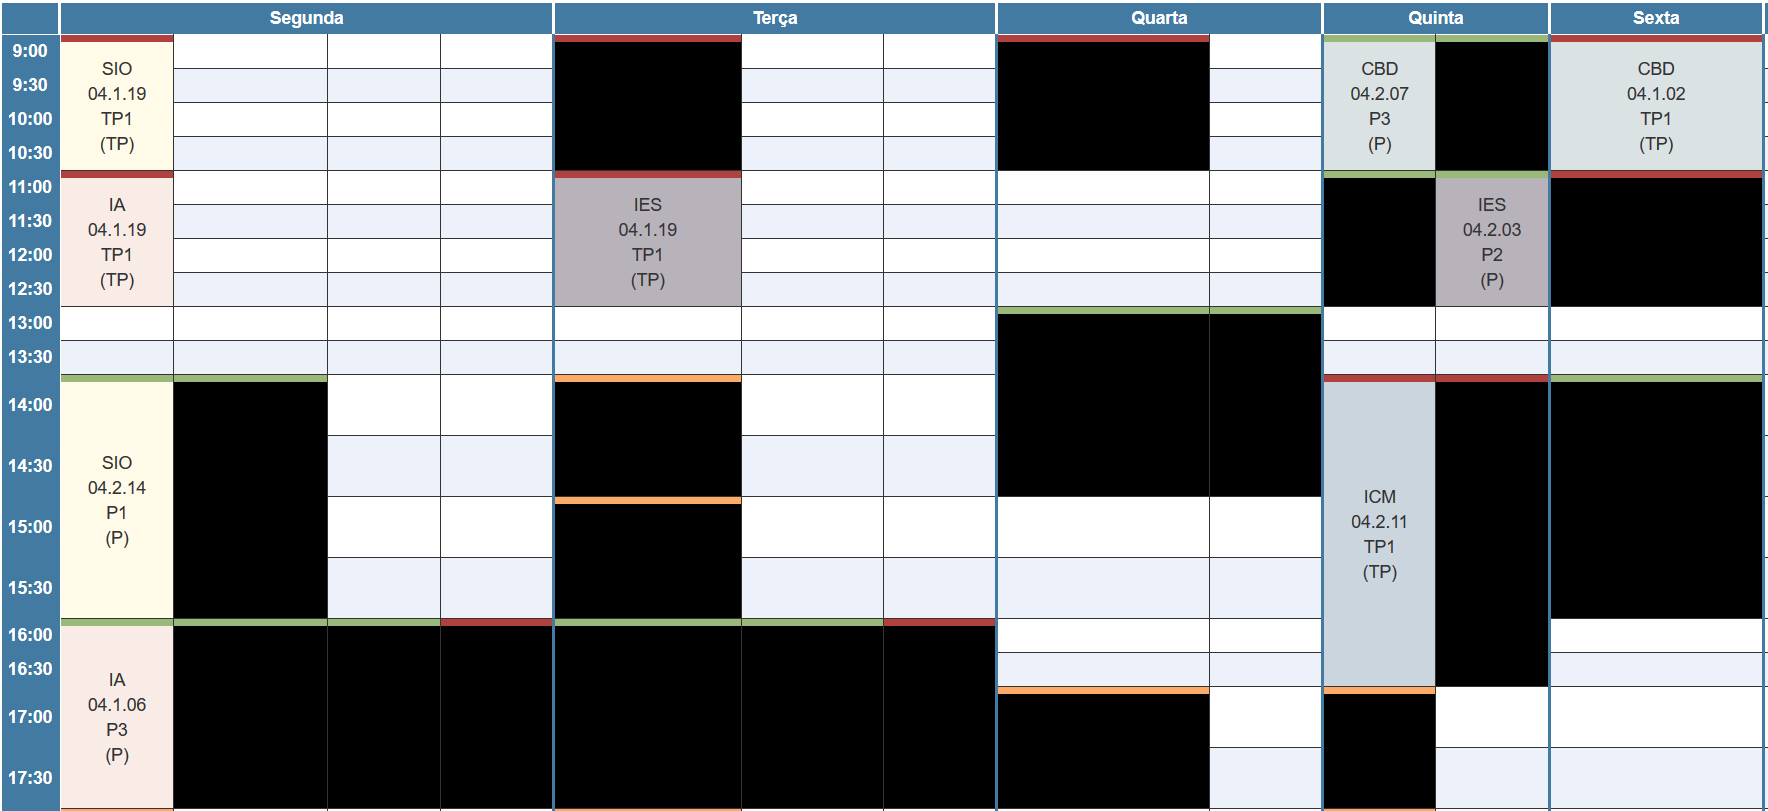 Segunda Terça Quarta Quinta Sexta
9:00
9:30
10:00
10:30
11:00
11:30
12:00
12:30
13:00
13:30
14:00
14:30
15:00
15:30
16:00
16:30
17:00
17:30
SIO
04.1.19
TP1
(TP)
IA
04.1.19
TP1
(TP)
SIO
04.2.14
P1
(P)
IA
04.1.06
P3
(P)
IES
04.1.19
TP1
(TP)
CBD
04.2.07
P3
(P)
IES
04.2.03
P2
(P)
ICM
04.2.11
TP1
(TP)
CBD
04.1.02
TP1
(TP)